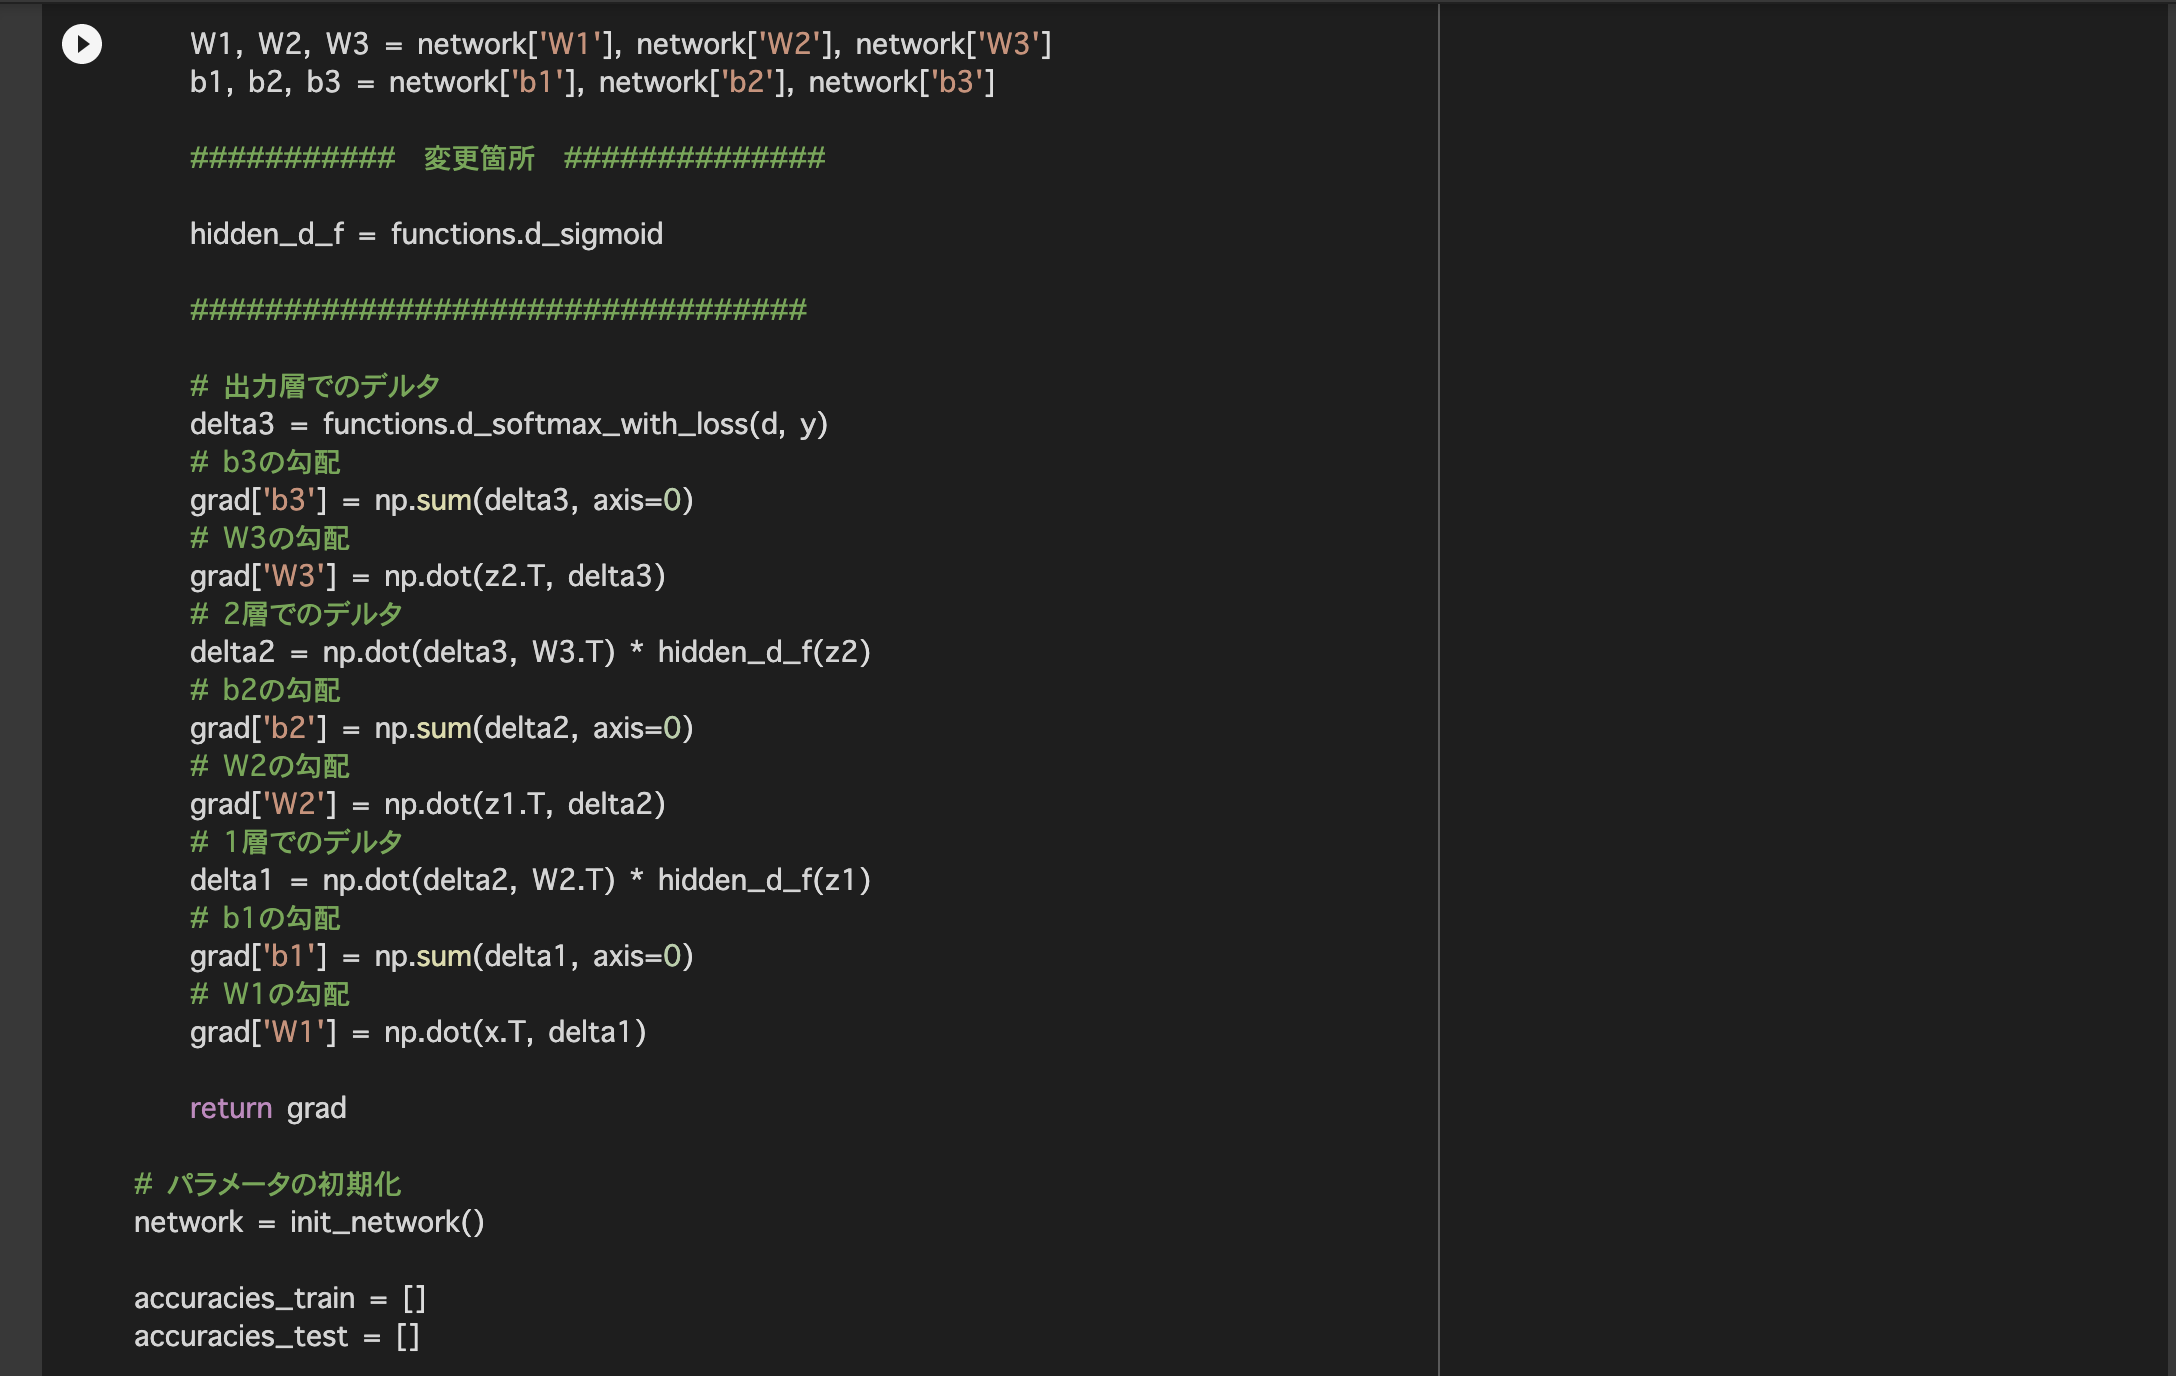 W1, W2, W3 = network['W1'], network['W2'], network['W3']
b1, b2, b3 = network['b1'], network['b2'], network['b3']
########### 変更箇所 ##############
hidden_d_f = functions.d_sigmoid
#################################
# 出力層でのデルタ
delta3 = functions.d_softmax_with_loss(d, y)
# b3の勾配
grad['b3'] = np.sum(delta3, axis=0)
# W3の勾配
grad['W3'] = np.dot(z2.T, delta3)
# 2層でのデルタ
delta2 = np.dot(delta3, W3.T) * hidden_d_f(z2)
# b2の勾配
grad['b2'] = np.sum(delta2, axis=0)
# W2の勾配
grad['W2'] = np.dot(z1.T, delta2)
# 1層でのデルタ
delta1 = np.dot(delta2, W2.T) * hidden_d_f(z1)
# b1の勾配
grad['b1'] = np.sum(delta1, axis=0)
# W1の勾配
grad['W1'] = np.dot(x.T, delta1)
return grad
# パラメータの初期化
network = init_network()
accuracies_train = []
accuracies_test = []